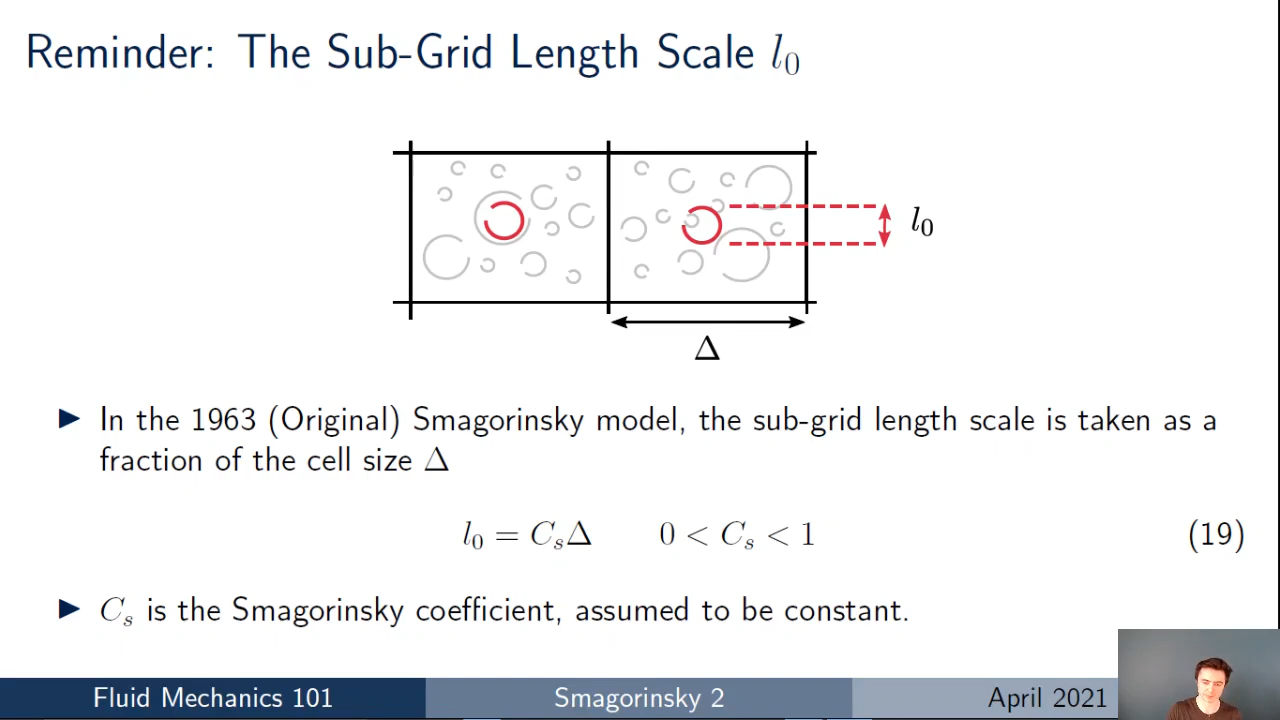 Reminder: The Sub-Grid Length Scale l₀
l₀
Δ
▶ In the 1963 (Original) Smagorinsky model, the sub-grid length scale is taken as a
fraction of the cell size Δ
l₀ = CₛΔ 0 < Cₛ < 1 (19)
▶ Cₛ is the Smagorinsky coefficient, assumed to be constant.
Fluid Mechanics 101 Smagorinsky 2 April 2021